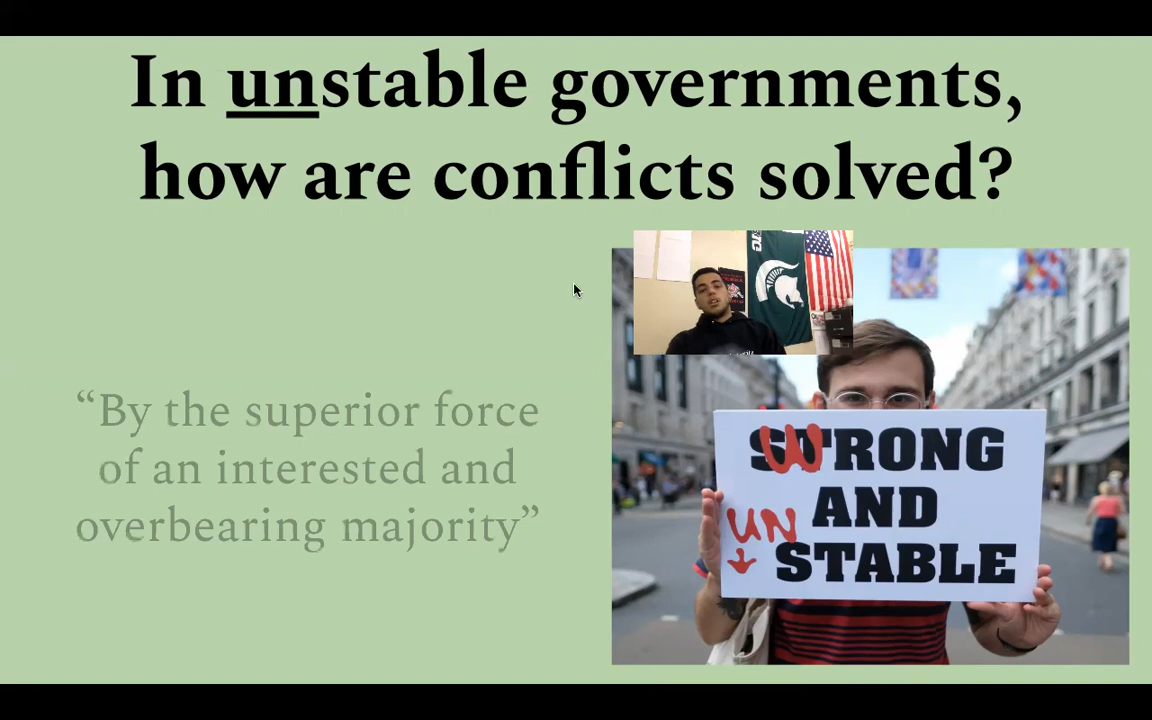 In unstable governments,
how are conflicts solved?
“By the superior force
of an interested and
overbearing majority”
WRONG
AND
UN
STABLE